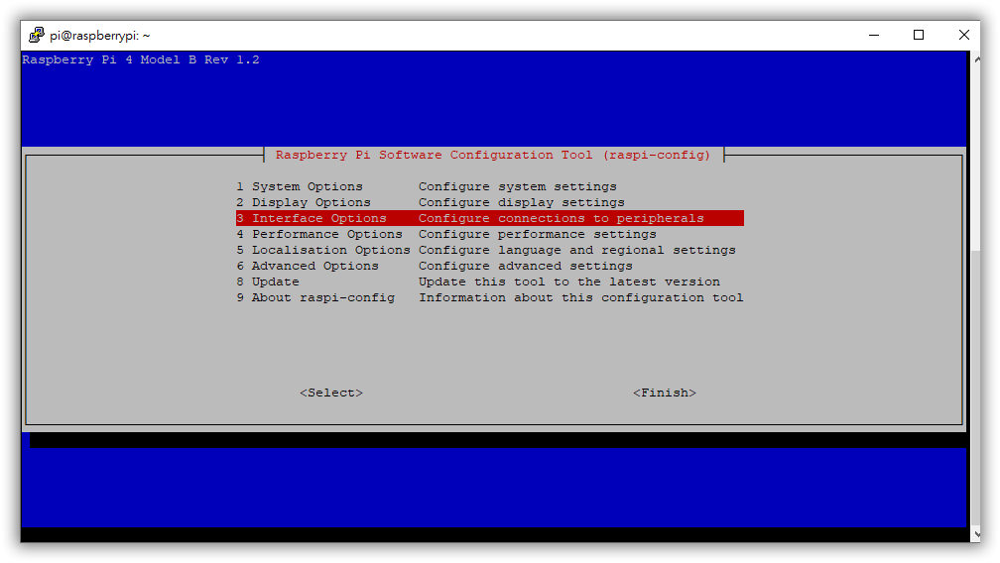 pi@raspberrypi: ~
Raspberry Pi 4 Model B Rev 1.2
Raspberry Pi Software Configuration Tool (raspi-config)
1 System Options Configure system settings
2 Display Options Configure display settings
3 Interface Options Configure connections to peripherals
4 Performance Options Configure performance settings
5 Localisation Options Configure language and regional settings
6 Advanced Options Configure advanced settings
8 Update Update this tool to the latest version
9 About raspi-config Information about this configuration tool
<Select> <Finish>